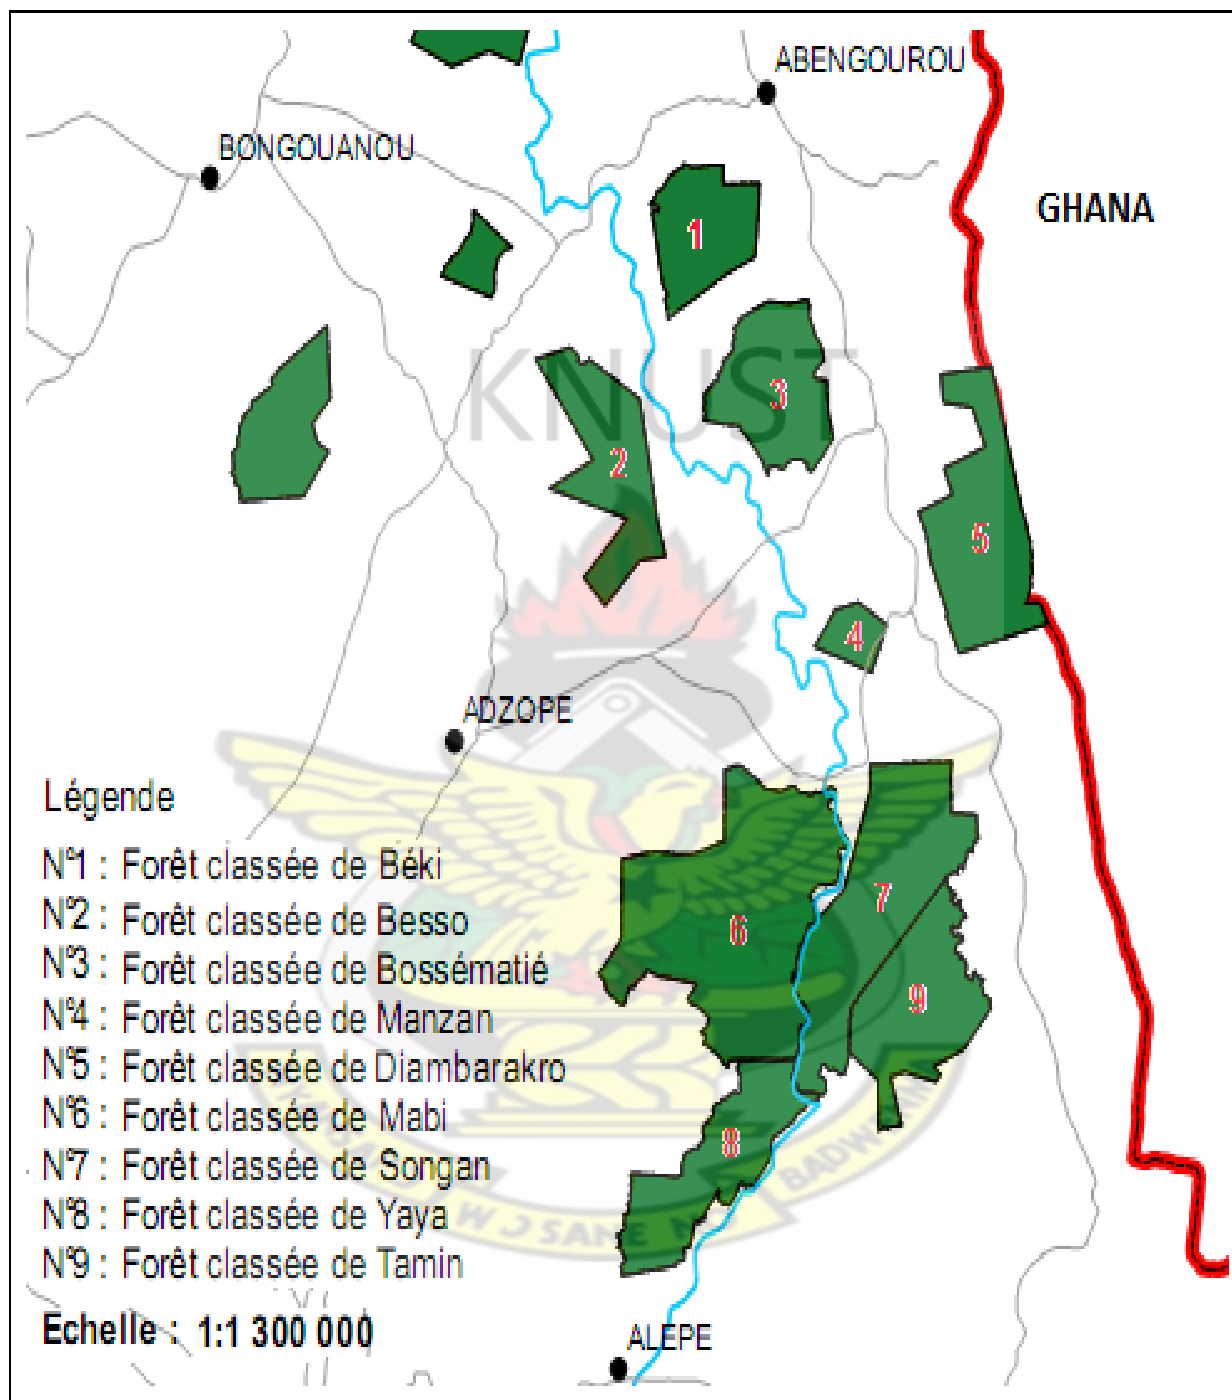 ABENGOUROU
BONGOUANOU
GHANA
1
3
KNUST
2
5
4
ADZOPE
Légende
N°1 : Forêt classée de Béki
N°2 : Forêt classée de Besso
N°3 : Forêt classée de Bossématié
N°4 : Forêt classée de Manzan
N°5 : Forêt classée de Diambarakro
N°6 : Forêt classée de Mabi
N°7 : Forêt classée de Songan
N°8 : Forêt classée de Yaya
N°9 : Forêt classée de Tamin
6
7
9
8
W J SANE NO
BADWENMA
Echelle : 1:1 300 000
ALEPE